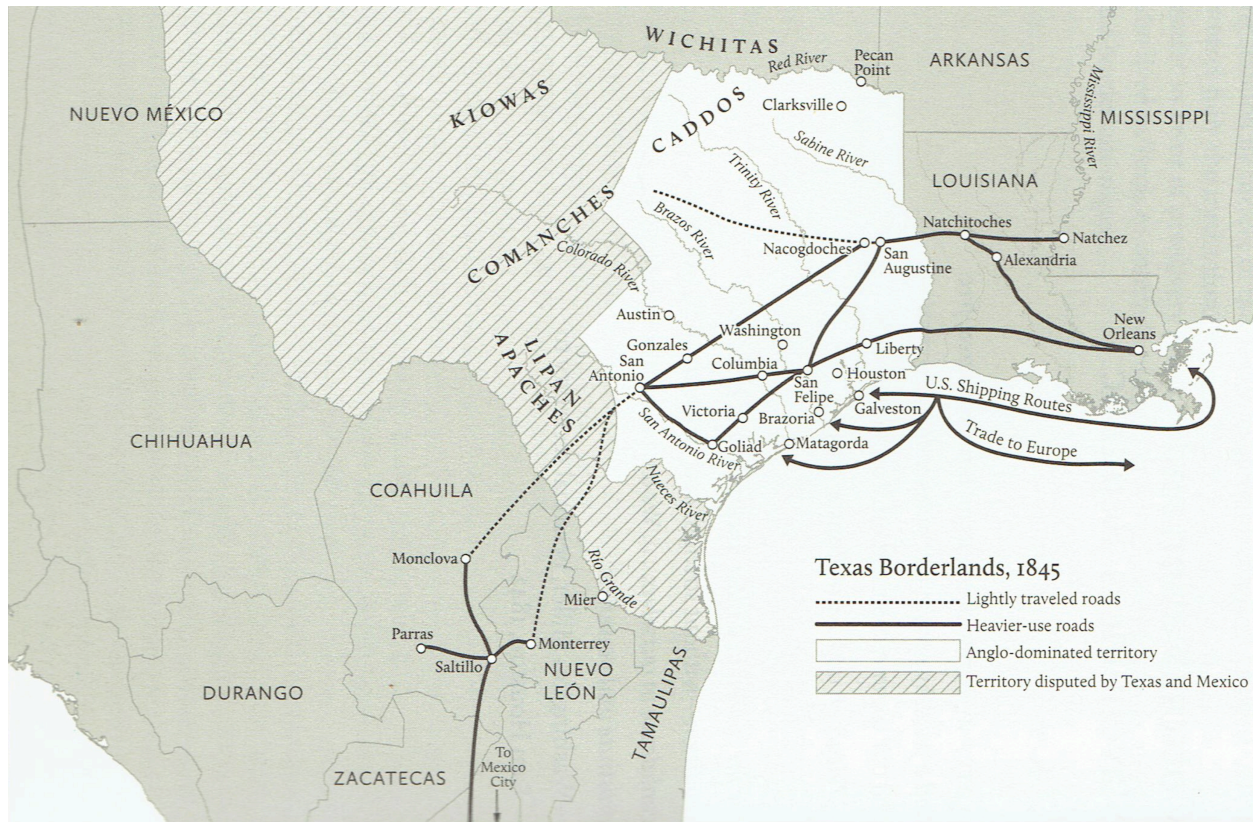 WICHITAS
Red River
Pecan
Point
ARKANSAS
Mississippi River
MISSISSIPPI
NUEVO MÉXICO
KIOWAS
CADDOS
Clarksville
Sabine River
Trinity River
LOUISIANA
Brazos River
Natchitoches
Natchez
Nacogdoches
San
Augustine
Alexandria
COMANCHES
Colorado River
Austin
Washington
New
Orleans
Gonzales
San
Antonio
Columbia
Liberty
LIPAN
APACHES
San
Felipe
Houston
U.S. Shipping Routes
Victoria
Brazoria
Galveston
San Antonio River
Goliad
Matagorda
Trade to Europe
CHIHUAHUA
COAHUILA
Nueces River
Monclova
Río Grande
Mier
Parras
Saltillo
Monterrey
NUEVO
LEÓN
TAMAULIPAS
DURANGO
ZACATECAS
To
Mexico
City
Texas Borderlands, 1845
Lightly traveled roads
Heavier-use roads
Anglo-dominated territory
Territory disputed by Texas and Mexico